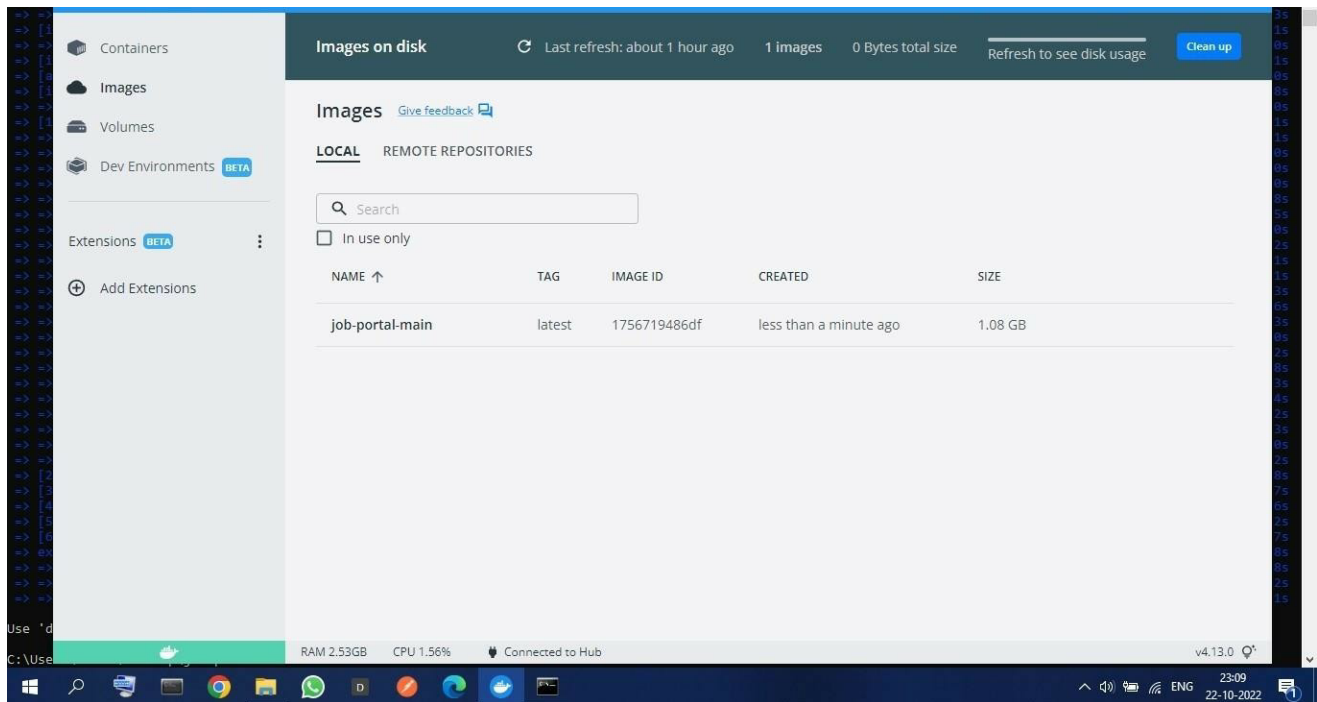 Images on disk
Last refresh: about 1 hour ago
1 images
0 Bytes total size
Refresh to see disk usage
Clean up
Containers
Images
Volumes
Dev Environments BETA
Extensions BETA
Add Extensions
Images Give feedback
LOCAL REMOTE REPOSITORIES
Search
In use only
NAME TAG IMAGE ID CREATED SIZE
job-portal-main latest 1756719486df less than a minute ago 1.08 GB
Use 'd
C:\Use
RAM 2.53GB CPU 1.56% Connected to Hub v4.13.0
ENG 23:09
22-10-2022